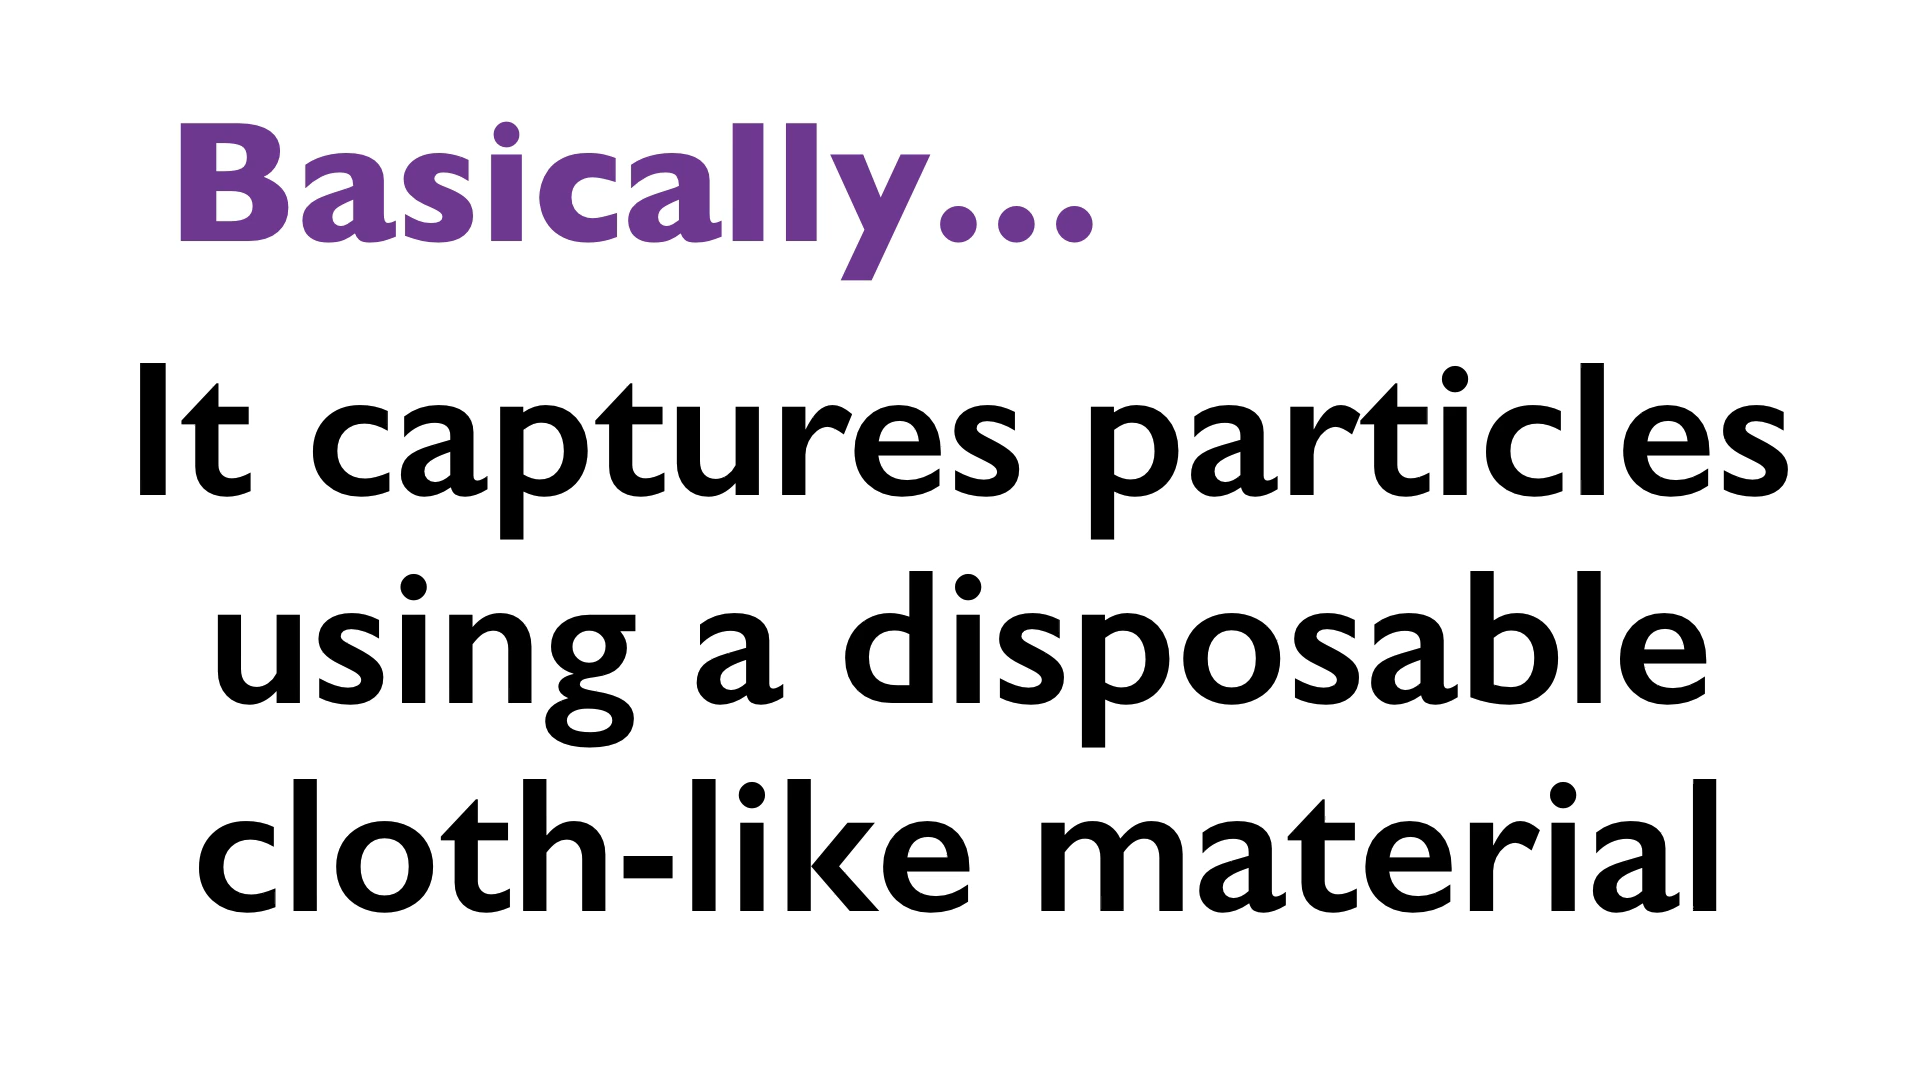 Basically...
It captures particles
using a disposable
cloth-like material